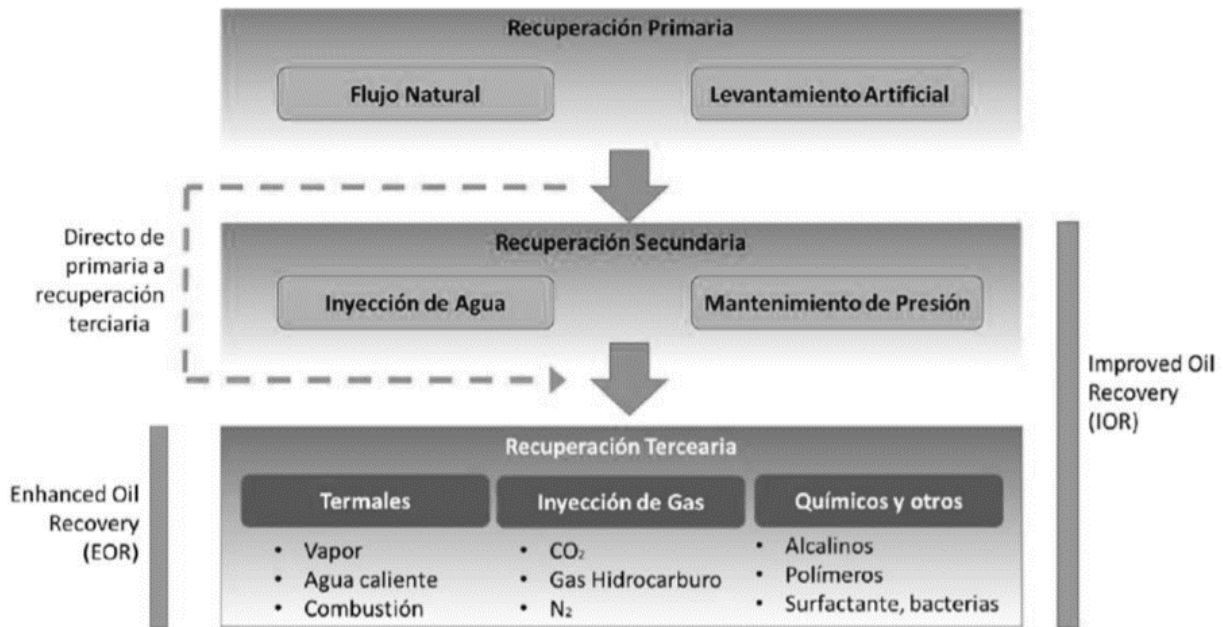 Recuperación Primaria
Flujo Natural
Levantamiento Artificial
Directo de
primaria a
recuperación
terciaria
Recuperación Secundaria
Inyección de Agua
Mantenimiento de Presión
Improved Oil
Recovery
(IOR)
Enhanced Oil
Recovery
(EOR)
Recuperación Tercearia
Termales
• Vapor
• Agua caliente
• Combustión
Inyección de Gas
• CO₂
• Gas Hidrocarburo
• N₂
Químicos y otros
• Alcalinos
• Polímeros
• Surfactante, bacterias